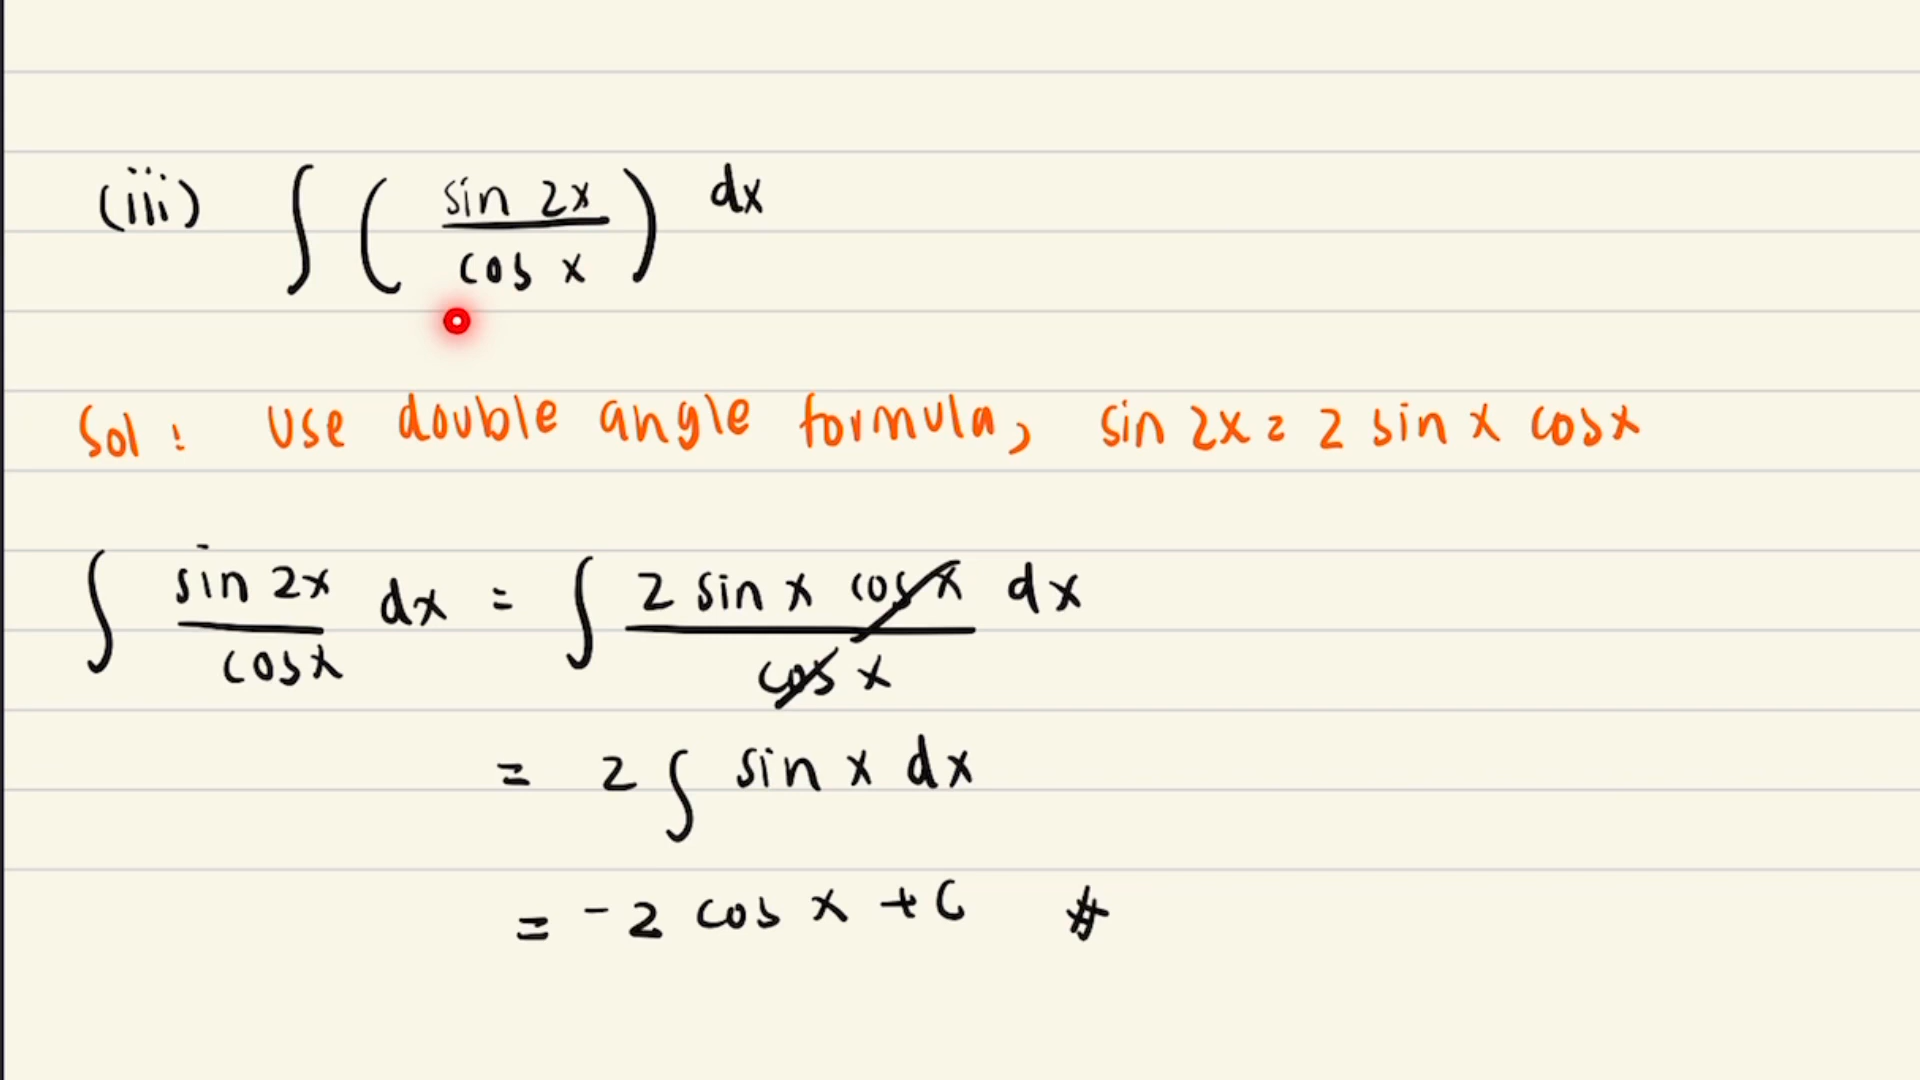 (iii) ∫ ( sin 2x / cos x ) dx
Sol : Use double angle formula, sin 2x = 2 sin x cos x
∫ sin 2x / cos x dx = ∫ 2 sin x cos x / cos x dx
= 2 ∫ sin x dx
= -2 cos x + C #